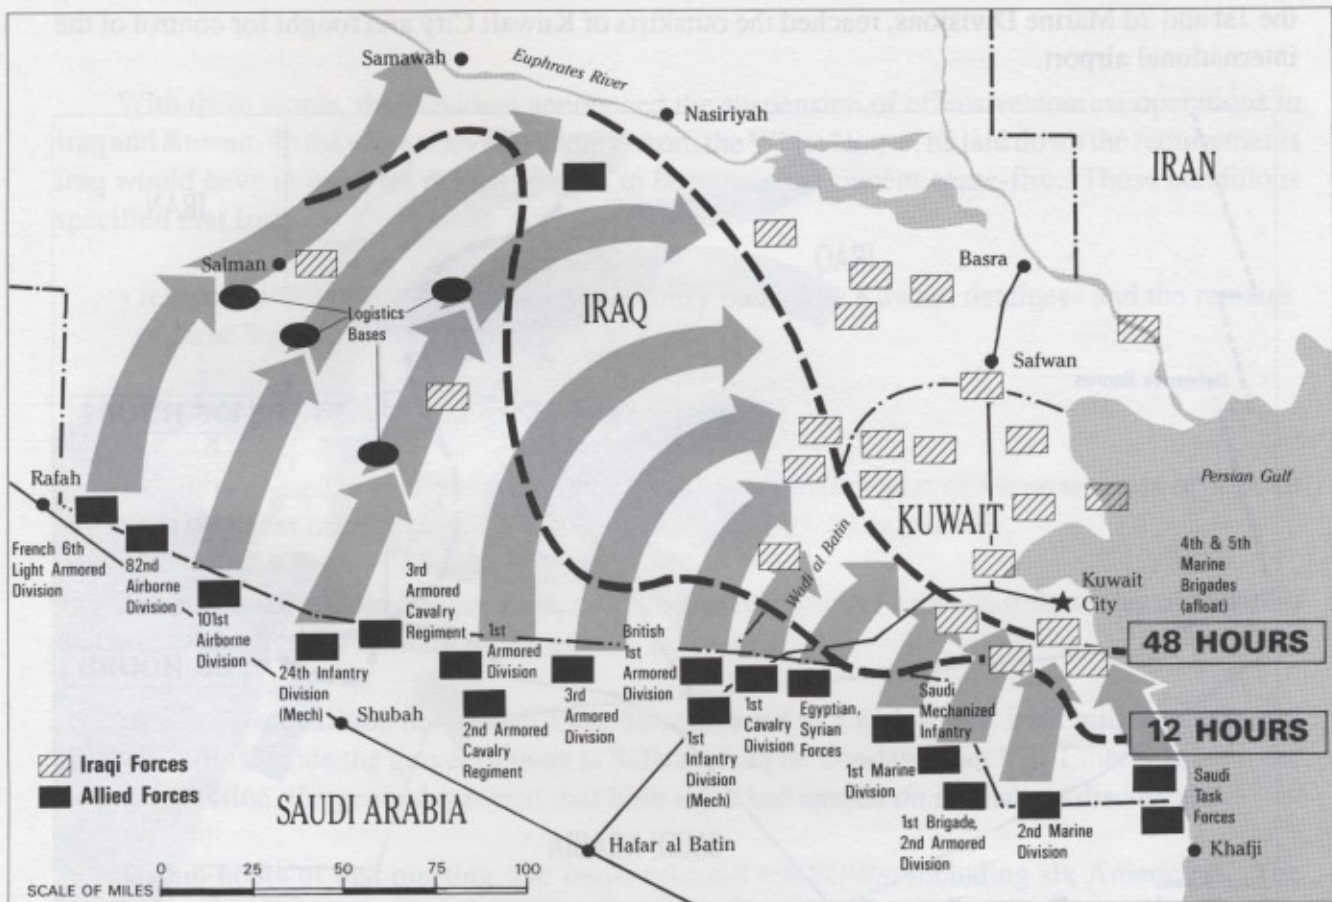 the 1st and 2d Marine Divisions, reached the outskirts of Kuwait City and fought for control of the
international airport.
Samawah
Euphrates River
Nasiriyah
IRAN
Salman
Basra
Logistics
Bases
IRAQ
Safwan
Rafah
Persian Gulf
KUWAIT
Wadi al Batin
French 6th
Light Armored
Division
82nd
Airborne
Division
101st
Airborne
Division
24th Infantry
Division
(Mech)
3rd
Armored
Cavalry
Regiment
1st
Armored
Division
2nd Armored
Cavalry
Regiment
3rd
Armored
Division
British
1st
Armored
Division
1st
Infantry
Division
(Mech)
1st
Cavalry
Division
Egyptian,
Syrian
Forces
Saudi
Mechanized
Infantry
1st Marine
Division
1st Brigade,
2nd Armored
Division
2nd Marine
Division
Saudi
Task
Forces
4th & 5th
Marine
Brigades
(afloat)
Kuwait
City
48 HOURS
12 HOURS
Shubah
Iraqi Forces
Allied Forces
SAUDI ARABIA
Hafar al Batin
Khafji
0 25 50 75 100
SCALE OF MILES